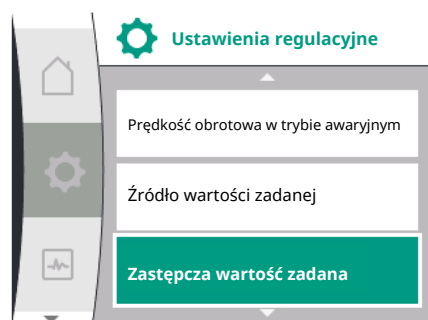 Ustawienia regulacyjne
Prędkość obrotowa w trybie awaryjnym
Źródło wartości zadanej
Zastępcza wartość zadana